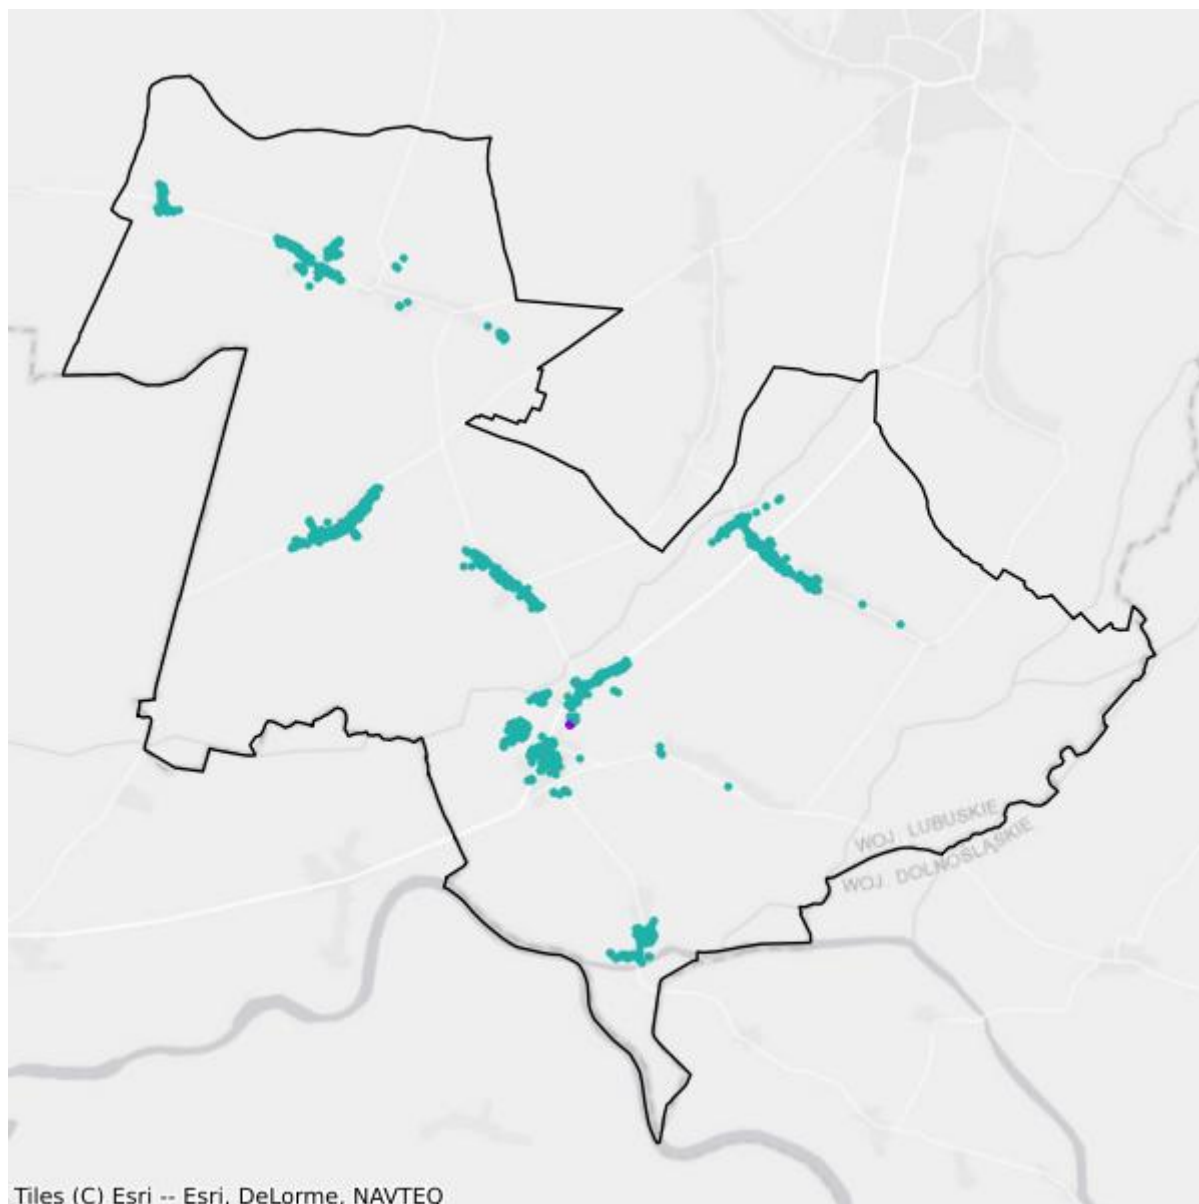 WOJ. LUBUSKIE
WOJ. DOLNOŚLĄSKIE
Tiles (C) Esri -- Esri, DeLorme, NAVTEQ